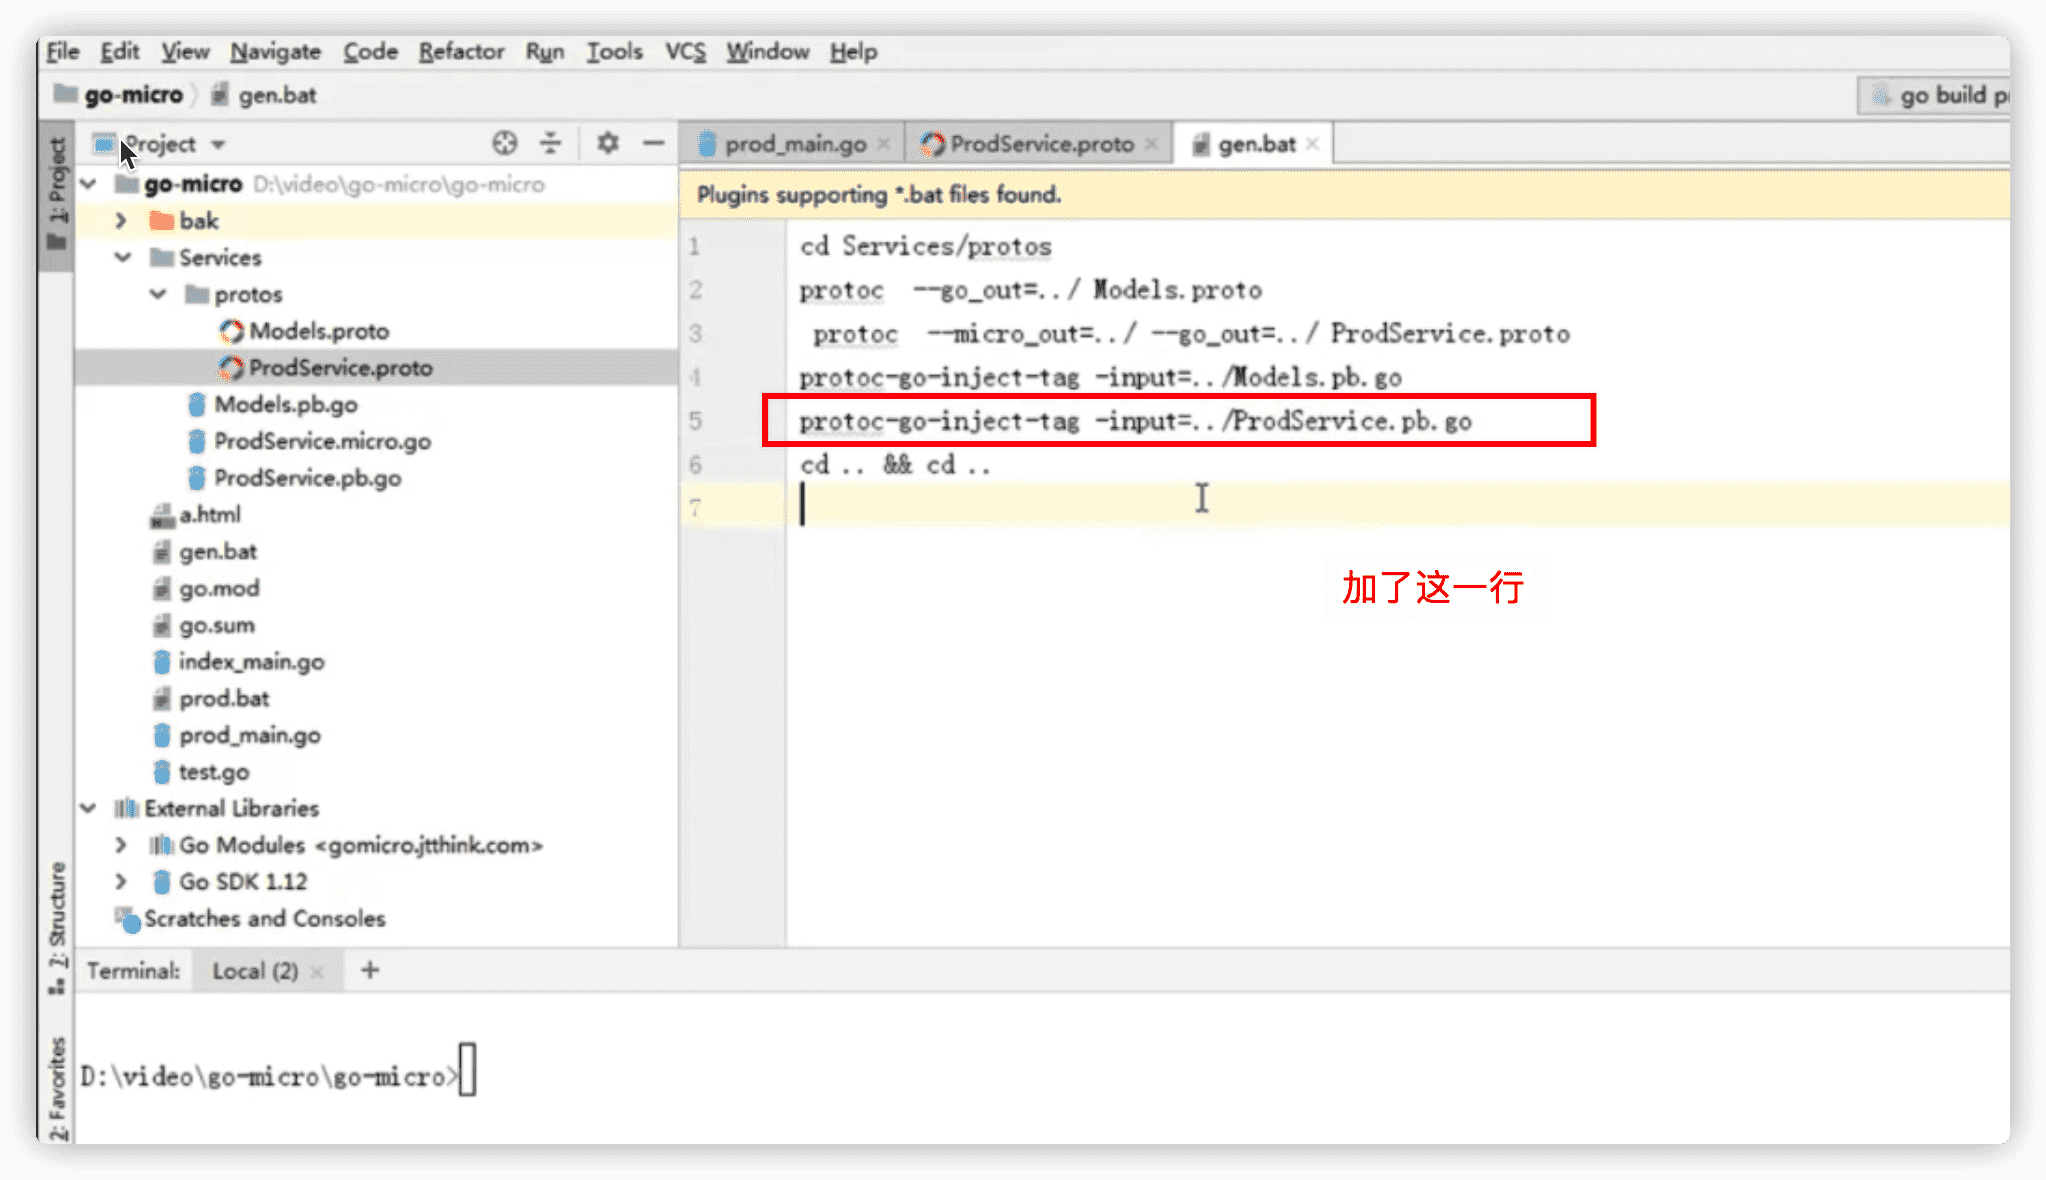 File Edit View Navigate Code Refactor Run Tools VCS Window Help
go-micro gen.bat
go build
1: Project
Project
prod_main.go ProdService.proto gen.bat
go-micro D:\video\go-micro\go-micro
bak
Services
protos
Models.proto
ProdService.proto
Models.pb.go
ProdService.micro.go
ProdService.pb.go
a.html
gen.bat
go.mod
go.sum
index_main.go
prod.bat
prod_main.go
test.go
External Libraries
Go Modules <gomicro.jtthink.com>
Go SDK 1.12
Scratches and Consoles
Plugins supporting *.bat files found.
1 cd Services/protos
2 protoc --go_out=../ Models.proto
3 protoc --micro_out=../ --go_out=../ ProdService.proto
4 protoc-go-inject-tag -input=../Models.pb.go
5 protoc-go-inject-tag -input=../ProdService.pb.go
6 cd .. && cd ..
7
加了这一行
7: Structure
2: Favorites
Terminal: Local (2) +
D:\video\go-micro\go-micro>